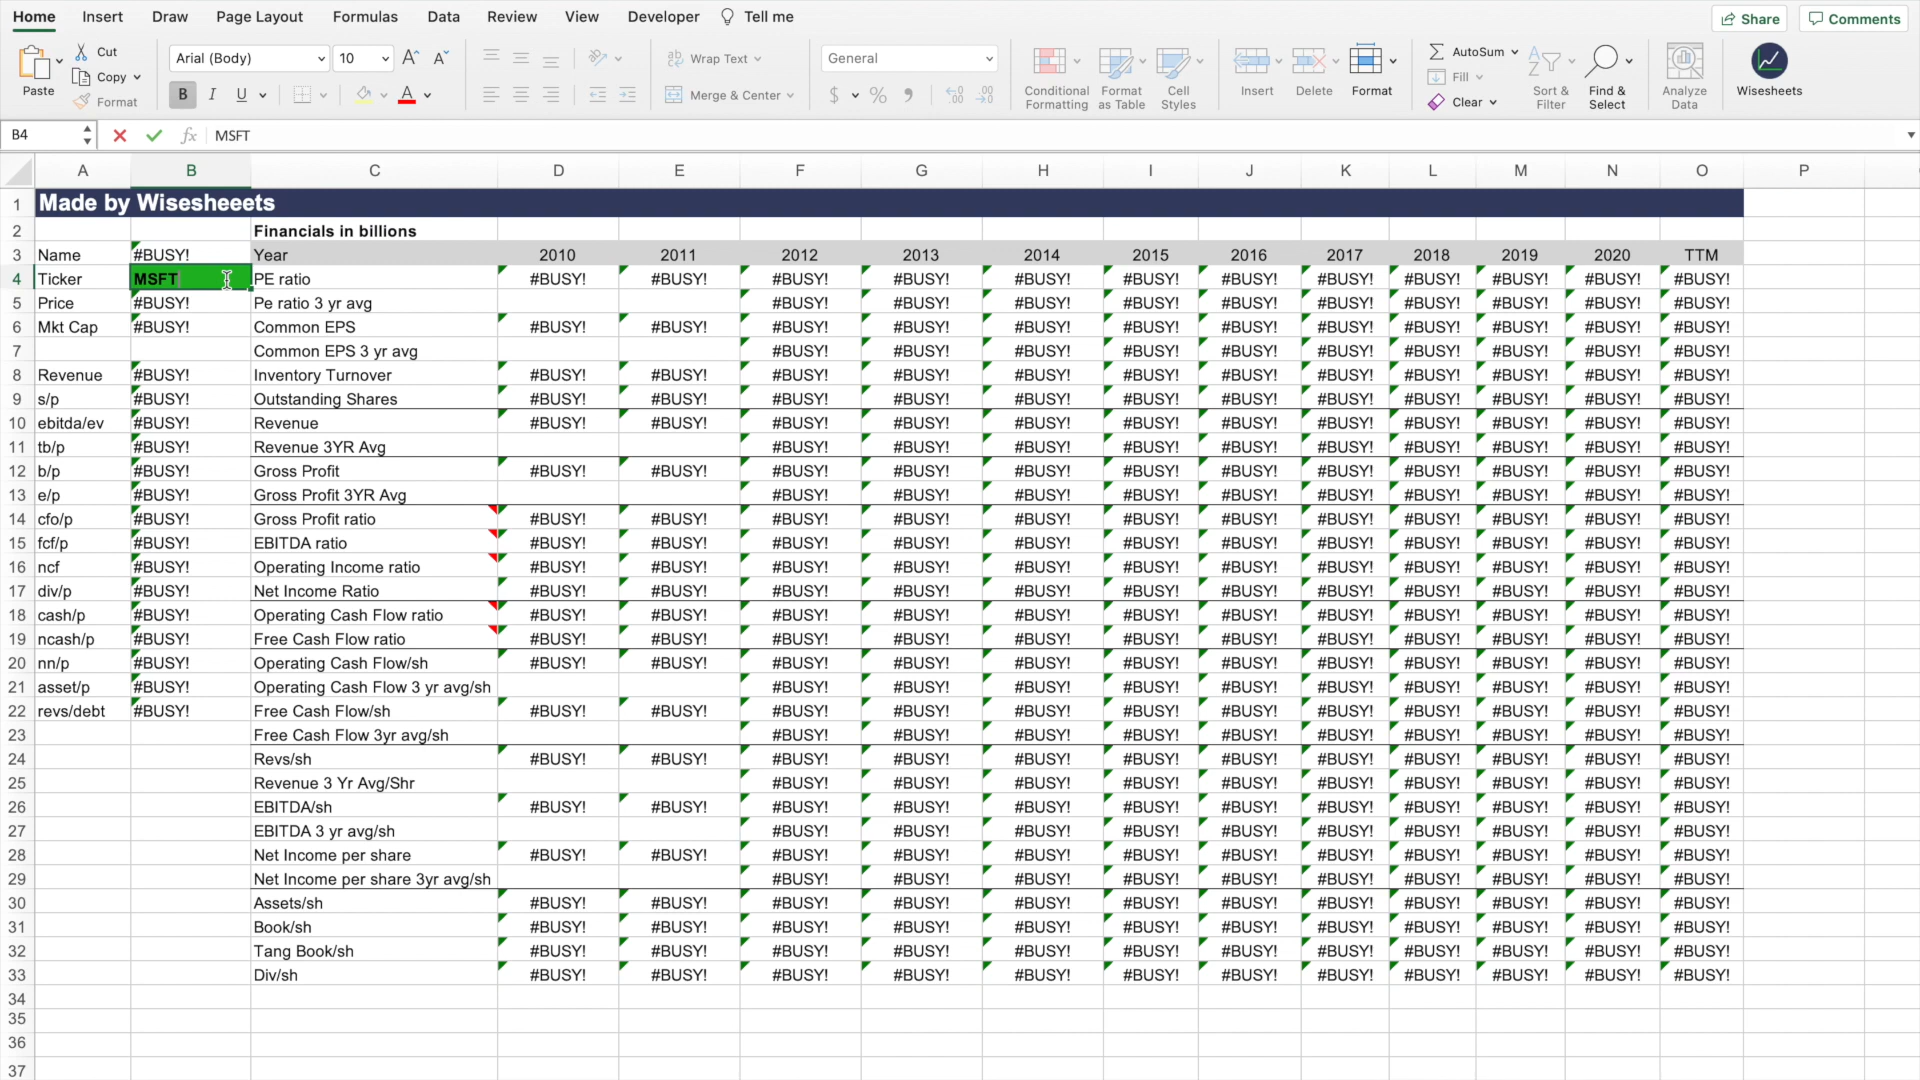 Home Insert Draw Page Layout Formulas Data Review View Developer Tell me Share Comments
Paste Cut Copy Format
Arial (Body) 10 A A
B I U A
Wrap Text
Merge & Center
General
$ %
Conditional Formatting
Format as Table
Cell Styles
Insert Delete Format
AutoSum
Fill
Clear
Sort & Filter
Find & Select
Analyze Data
Wisesheets
B4 fx MSFT
A B C D E F G H I J K L M N O P
1 Made by Wisesheeets
2 Financials in billions
3 Name #BUSY! Year 2010 2011 2012 2013 2014 2015 2016 2017 2018 2019 2020 TTM
4 Ticker MSFT PE ratio #BUSY! #BUSY! #BUSY! #BUSY! #BUSY! #BUSY! #BUSY! #BUSY! #BUSY! #BUSY! #BUSY! #BUSY!
5 Price #BUSY! Pe ratio 3 yr avg #BUSY! #BUSY! #BUSY! #BUSY! #BUSY! #BUSY! #BUSY! #BUSY! #BUSY! #BUSY!
6 Mkt Cap #BUSY! Common EPS #BUSY! #BUSY! #BUSY! #BUSY! #BUSY! #BUSY! #BUSY! #BUSY! #BUSY! #BUSY! #BUSY! #BUSY!
7 Common EPS 3 yr avg #BUSY! #BUSY! #BUSY! #BUSY! #BUSY! #BUSY! #BUSY! #BUSY! #BUSY! #BUSY!
8 Revenue #BUSY! Inventory Turnover #BUSY! #BUSY! #BUSY! #BUSY! #BUSY! #BUSY! #BUSY! #BUSY! #BUSY! #BUSY! #BUSY! #BUSY!
9 s/p #BUSY! Outstanding Shares #BUSY! #BUSY! #BUSY! #BUSY! #BUSY! #BUSY! #BUSY! #BUSY! #BUSY! #BUSY! #BUSY! #BUSY!
10 ebitda/ev #BUSY! Revenue #BUSY! #BUSY! #BUSY! #BUSY! #BUSY! #BUSY! #BUSY! #BUSY! #BUSY! #BUSY! #BUSY! #BUSY!
11 tb/p #BUSY! Revenue 3YR Avg #BUSY! #BUSY! #BUSY! #BUSY! #BUSY! #BUSY! #BUSY! #BUSY! #BUSY! #BUSY!
12 b/p #BUSY! Gross Profit #BUSY! #BUSY! #BUSY! #BUSY! #BUSY! #BUSY! #BUSY! #BUSY! #BUSY! #BUSY! #BUSY! #BUSY!
13 e/p #BUSY! Gross Profit 3YR Avg #BUSY! #BUSY! #BUSY! #BUSY! #BUSY! #BUSY! #BUSY! #BUSY! #BUSY! #BUSY!
14 cfo/p #BUSY! Gross Profit ratio #BUSY! #BUSY! #BUSY! #BUSY! #BUSY! #BUSY! #BUSY! #BUSY! #BUSY! #BUSY! #BUSY! #BUSY!
15 fcf/p #BUSY! EBITDA ratio #BUSY! #BUSY! #BUSY! #BUSY! #BUSY! #BUSY! #BUSY! #BUSY! #BUSY! #BUSY! #BUSY! #BUSY!
16 ncf #BUSY! Operating Income ratio #BUSY! #BUSY! #BUSY! #BUSY! #BUSY! #BUSY! #BUSY! #BUSY! #BUSY! #BUSY! #BUSY! #BUSY!
17 div/p #BUSY! Net Income Ratio #BUSY! #BUSY! #BUSY! #BUSY! #BUSY! #BUSY! #BUSY! #BUSY! #BUSY! #BUSY! #BUSY! #BUSY!
18 cash/p #BUSY! Operating Cash Flow ratio #BUSY! #BUSY! #BUSY! #BUSY! #BUSY! #BUSY! #BUSY! #BUSY! #BUSY! #BUSY! #BUSY! #BUSY!
19 ncash/p #BUSY! Free Cash Flow ratio #BUSY! #BUSY! #BUSY! #BUSY! #BUSY! #BUSY! #BUSY! #BUSY! #BUSY! #BUSY! #BUSY! #BUSY!
20 nn/p #BUSY! Operating Cash Flow/sh #BUSY! #BUSY! #BUSY! #BUSY! #BUSY! #BUSY! #BUSY! #BUSY! #BUSY! #BUSY! #BUSY! #BUSY!
21 asset/p #BUSY! Operating Cash Flow 3 yr avg/sh #BUSY! #BUSY! #BUSY! #BUSY! #BUSY! #BUSY! #BUSY! #BUSY! #BUSY! #BUSY!
22 revs/debt #BUSY! Free Cash Flow/sh #BUSY! #BUSY! #BUSY! #BUSY! #BUSY! #BUSY! #BUSY! #BUSY! #BUSY! #BUSY! #BUSY! #BUSY!
23 Free Cash Flow 3yr avg/sh #BUSY! #BUSY! #BUSY! #BUSY! #BUSY! #BUSY! #BUSY! #BUSY! #BUSY! #BUSY!
24 Revs/sh #BUSY! #BUSY! #BUSY! #BUSY! #BUSY! #BUSY! #BUSY! #BUSY! #BUSY! #BUSY! #BUSY! #BUSY!
25 Revenue 3 Yr Avg/Shr #BUSY! #BUSY! #BUSY! #BUSY! #BUSY! #BUSY! #BUSY! #BUSY! #BUSY! #BUSY!
26 EBITDA/sh #BUSY! #BUSY! #BUSY! #BUSY! #BUSY! #BUSY! #BUSY! #BUSY! #BUSY! #BUSY! #BUSY! #BUSY!
27 EBITDA 3 yr avg/sh #BUSY! #BUSY! #BUSY! #BUSY! #BUSY! #BUSY! #BUSY! #BUSY! #BUSY! #BUSY!
28 Net Income per share #BUSY! #BUSY! #BUSY! #BUSY! #BUSY! #BUSY! #BUSY! #BUSY! #BUSY! #BUSY! #BUSY! #BUSY!
29 Net Income per share 3yr avg/sh #BUSY! #BUSY! #BUSY! #BUSY! #BUSY! #BUSY! #BUSY! #BUSY! #BUSY! #BUSY!
30 Assets/sh #BUSY! #BUSY! #BUSY! #BUSY! #BUSY! #BUSY! #BUSY! #BUSY! #BUSY! #BUSY! #BUSY! #BUSY!
31 Book/sh #BUSY! #BUSY! #BUSY! #BUSY! #BUSY! #BUSY! #BUSY! #BUSY! #BUSY! #BUSY! #BUSY! #BUSY!
32 Tang Book/sh #BUSY! #BUSY! #BUSY! #BUSY! #BUSY! #BUSY! #BUSY! #BUSY! #BUSY! #BUSY! #BUSY! #BUSY!
33 Div/sh #BUSY! #BUSY! #BUSY! #BUSY! #BUSY! #BUSY! #BUSY! #BUSY! #BUSY! #BUSY! #BUSY! #BUSY!
34
35
36
37